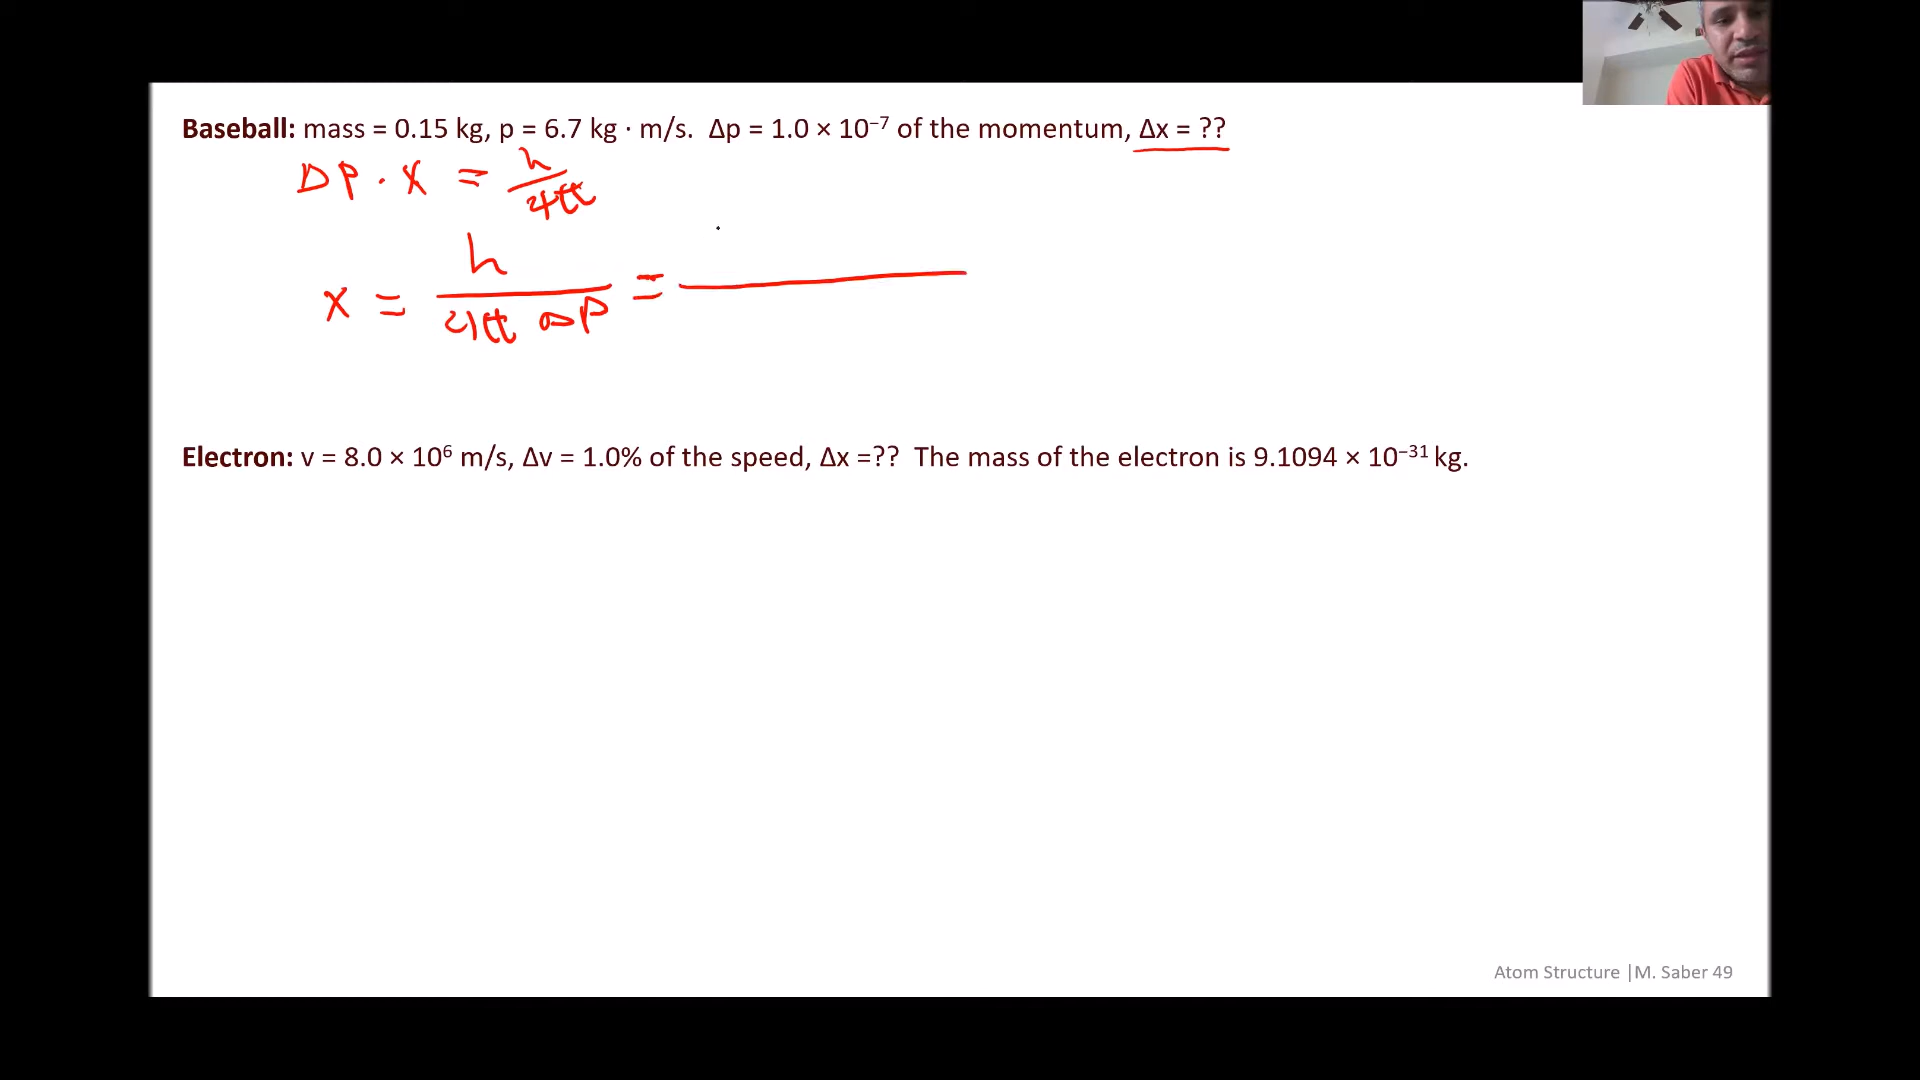 Baseball: mass = 0.15 kg, p = 6.7 kg · m/s. Δp = 1.0 × 10⁻⁷ of the momentum, Δx = ??
ΔP · x = h/4π
x = h/4π ΔP =
Electron: v = 8.0 × 10⁶ m/s, Δv = 1.0% of the speed, Δx =?? The mass of the electron is 9.1094 × 10⁻³¹ kg.
Atom Structure |M. Saber 49